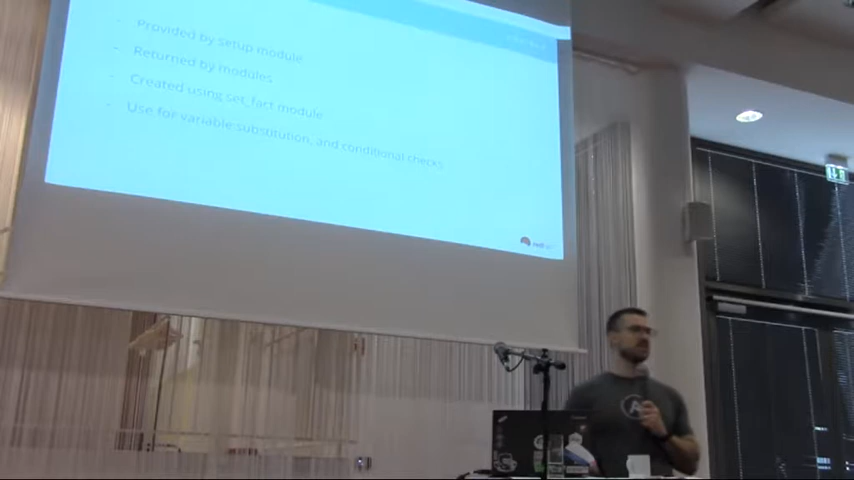 Provided by setup module
Returned by modules
Created using set_fact module
Use for variable substitution, and conditional checks